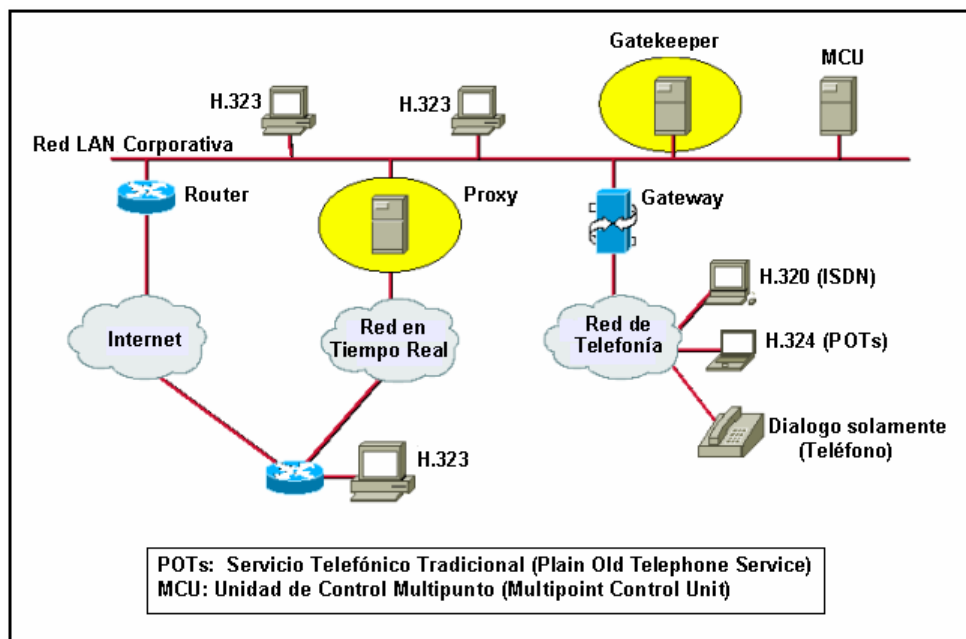 Gatekeeper
MCU
H.323
H.323
Red LAN Corporativa
Router
Proxy
Gateway
H.320 (ISDN)
Internet
Red en
Tiempo Real
Red de
Telefonía
H.324 (POTs)
Dialogo solamente
(Teléfono)
H.323
POTs: Servicio Telefónico Tradicional (Plain Old Telephone Service)
MCU: Unidad de Control Multipunto (Multipoint Control Unit)